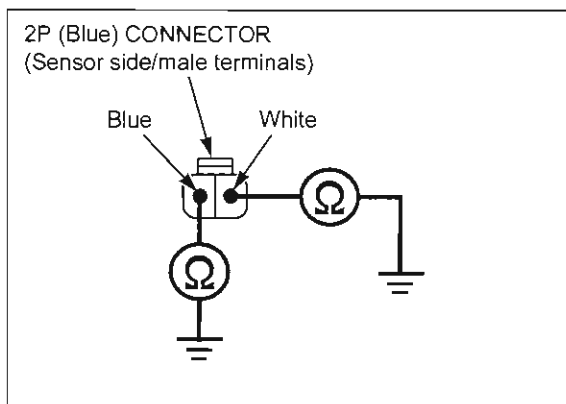 2P (Blue) CONNECTOR
(Sensor side/male terminals)
Blue
White
Ω
Ω